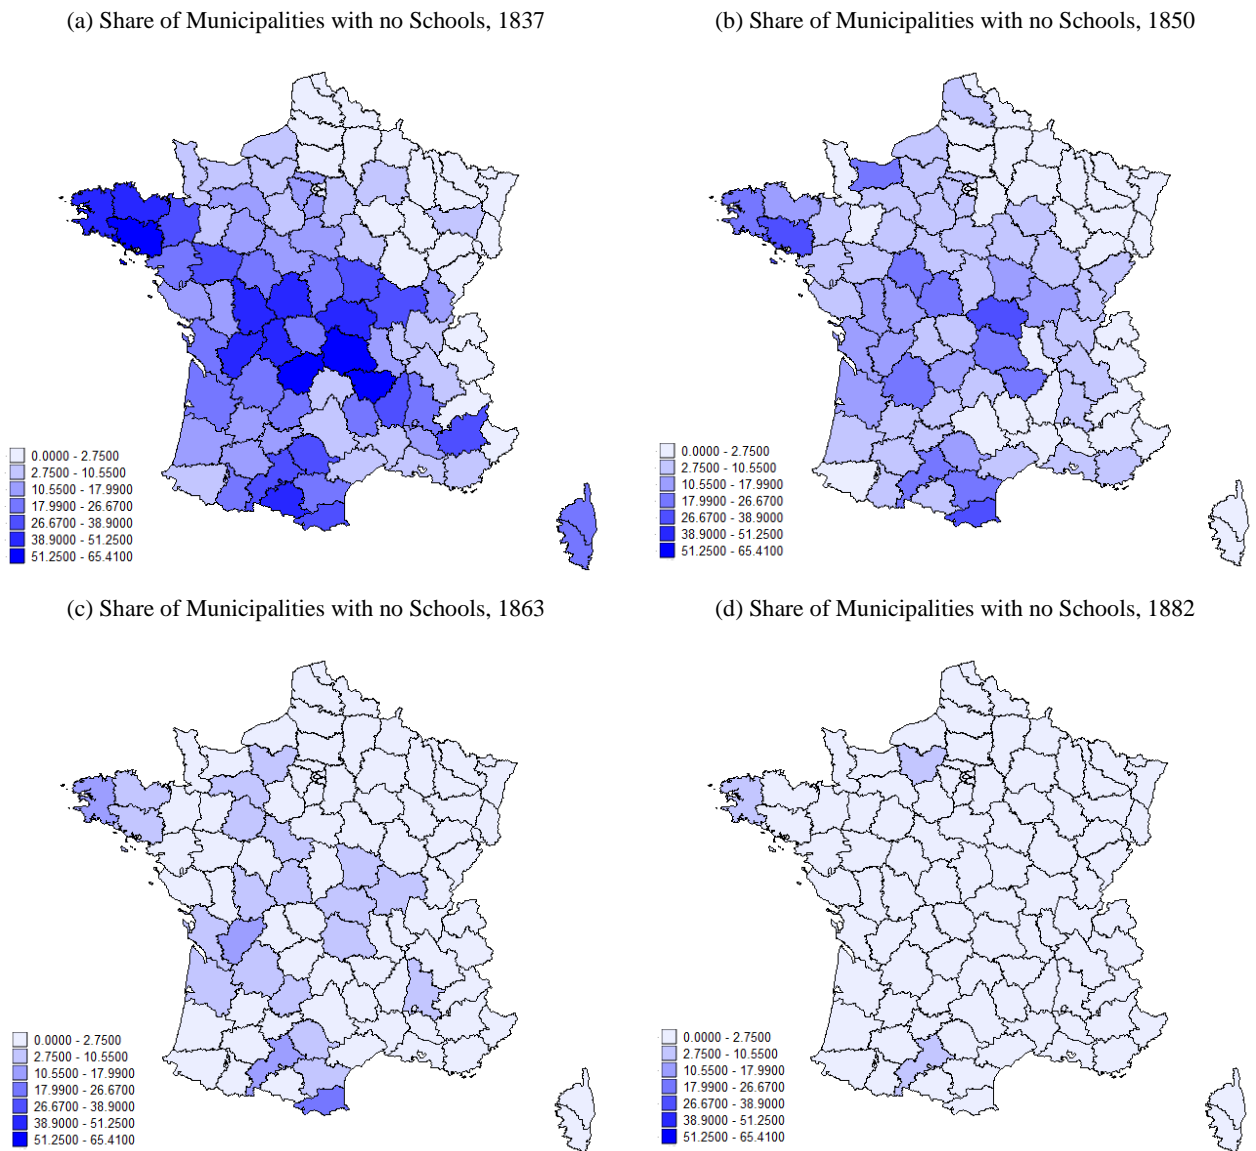 (a) Share of Municipalities with no Schools, 1837
(b) Share of Municipalities with no Schools, 1850
0.0000 - 2.7500
2.7500 - 10.5500
10.5500 - 17.9900
17.9900 - 26.6700
26.6700 - 38.9000
38.9000 - 51.2500
51.2500 - 65.4100
0.0000 - 2.7500
2.7500 - 10.5500
10.5500 - 17.9900
17.9900 - 26.6700
26.6700 - 38.9000
38.9000 - 51.2500
51.2500 - 65.4100
(c) Share of Municipalities with no Schools, 1863
(d) Share of Municipalities with no Schools, 1882
0.0000 - 2.7500
2.7500 - 10.5500
10.5500 - 17.9900
17.9900 - 26.6700
26.6700 - 38.9000
38.9000 - 51.2500
51.2500 - 65.4100
0.0000 - 2.7500
2.7500 - 10.5500
10.5500 - 17.9900
17.9900 - 26.6700
26.6700 - 38.9000
38.9000 - 51.2500
51.2500 - 65.4100